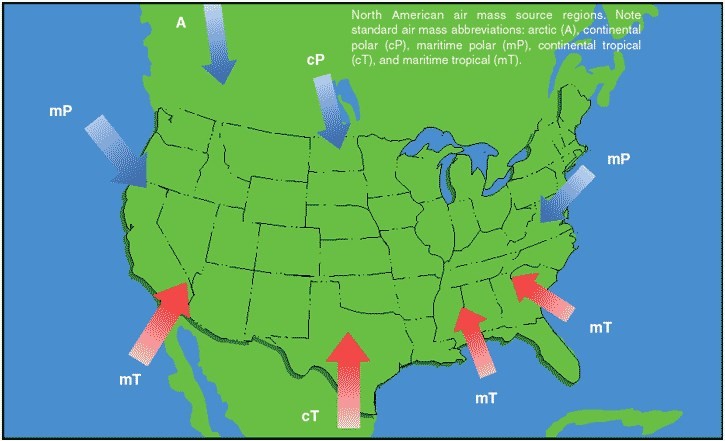 North American air mass source regions. Note
standard air mass abbreviations: arctic (A), continental
polar (cP), maritime polar (mP), continental tropical
(cT), and maritime tropical (mT).
A
cP
mP
mP
mT
mT
mT
cT